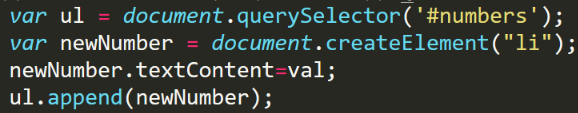 var ul = document.querySelector('#numbers');
var newNumber = document.createElement("li");
newNumber.textContent=val;
ul.append(newNumber);